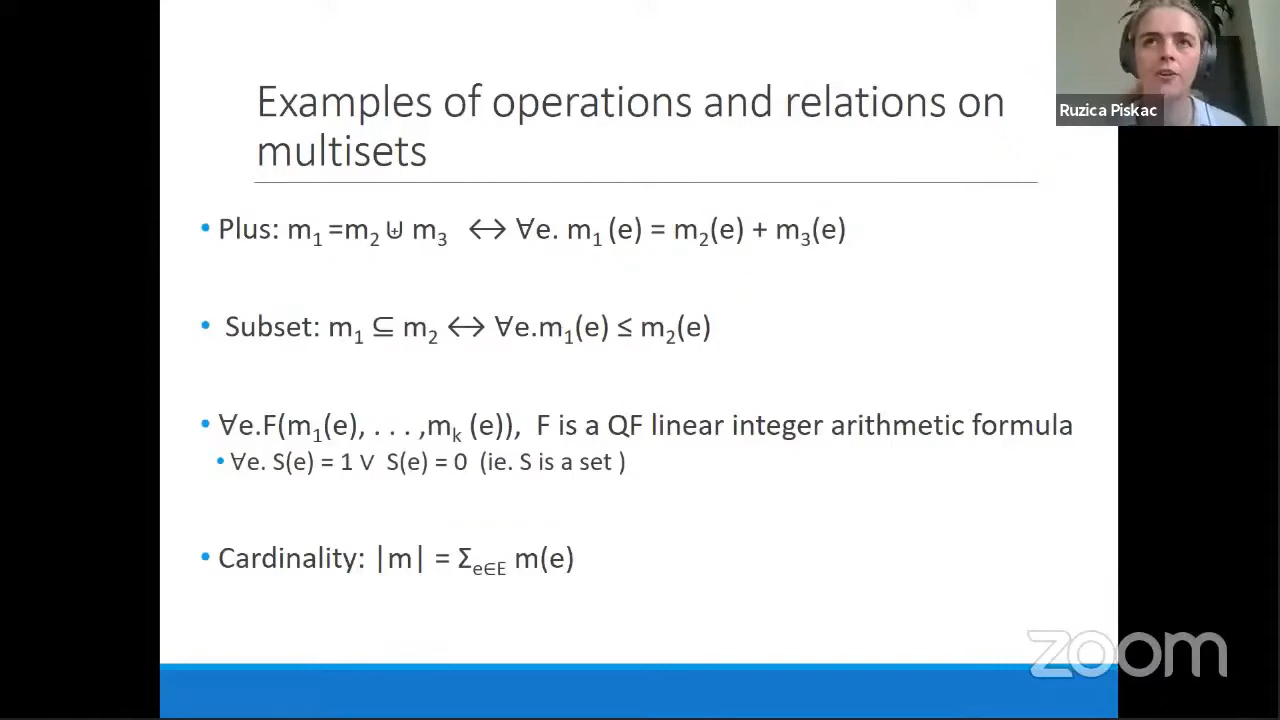 Examples of operations and relations on
multisets
Ruzica Piskac
• Plus: m₁ =m₂ ⊎ m₃ ↔ ∀e. m₁ (e) = m₂(e) + m₃(e)
• Subset: m₁ ⊆ m₂ ↔ ∀e.m₁(e) ≤ m₂(e)
• ∀e.F(m₁(e), . . . ,mₖ (e)), F is a QF linear integer arithmetic formula
• ∀e. S(e) = 1 ∨ S(e) = 0 (ie. S is a set )
• Cardinality: |m| = Σ_{e∈E} m(e)
zoom